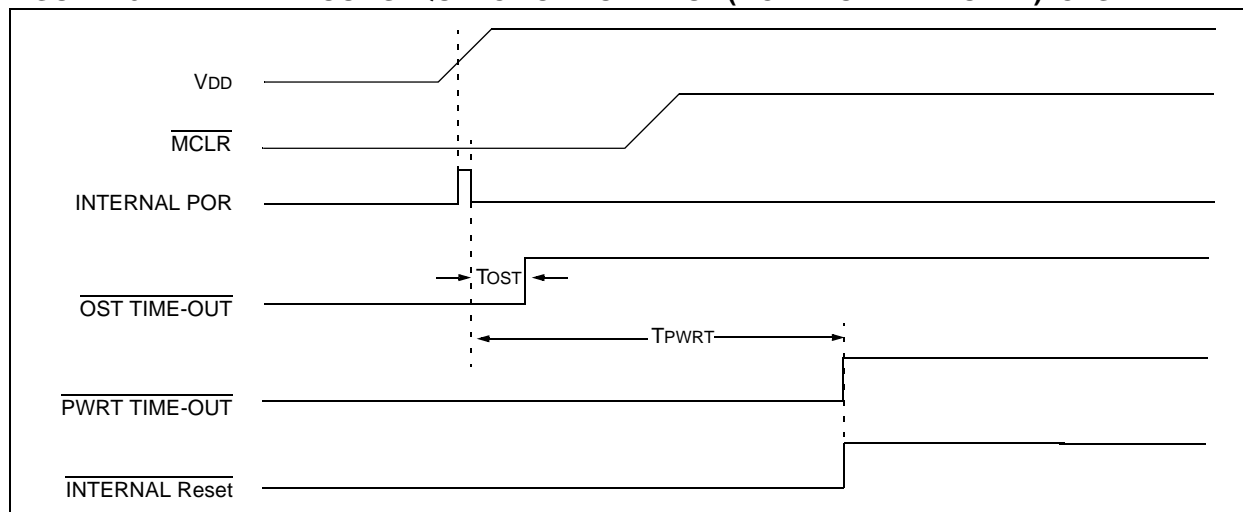 VDD
MCLR
INTERNAL POR
TOST
OST TIME-OUT
TPWRT
PWRT TIME-OUT
INTERNAL Reset